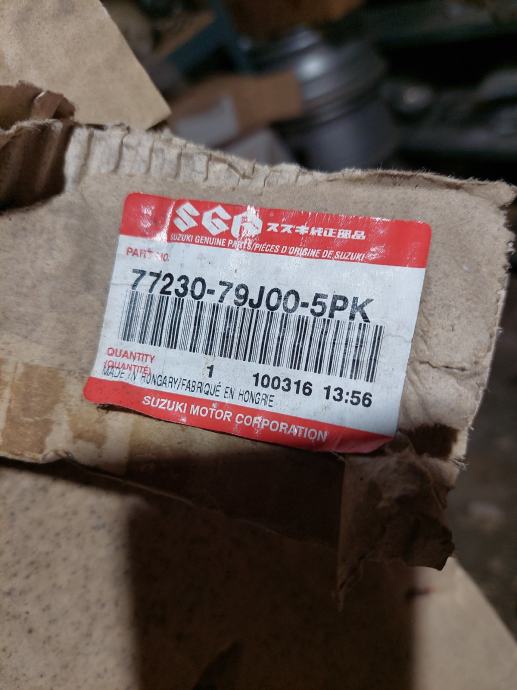 SGP スズキ純正部品
SUZUKI GENUINE PARTS/PIÈCES D'ORIGINE DE SUZUKI
PART NO.
77230-79J00-5PK
QUANTITY
(QUANTITÉ)
1 100316 13:56
MADE IN HUNGARY/FABRIQUÉ EN HONGRIE
SUZUKI MOTOR CORPORATION